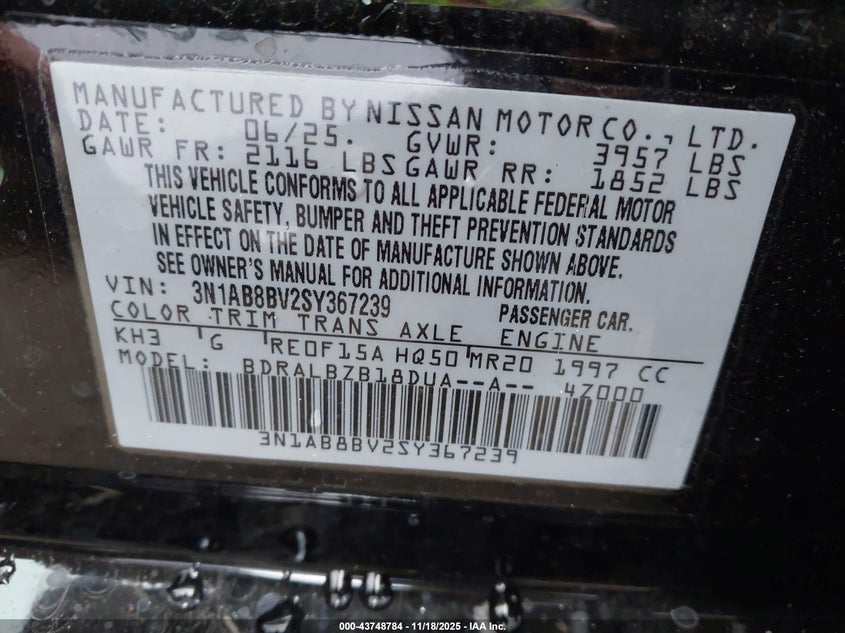 MANUFACTURED BY NISSAN MOTOR CO., LTD.
DATE: 06/25. GVWR: 3957 LBS
GAWR FR: 2116 LBS GAWR RR: 1852 LBS
THIS VEHICLE CONFORMS TO ALL APPLICABLE FEDERAL MOTOR
VEHICLE SAFETY, BUMPER AND THEFT PREVENTION STANDARDS
IN EFFECT ON THE DATE OF MANUFACTURE SHOWN ABOVE.
SEE OWNER'S MANUAL FOR ADDITIONAL INFORMATION.
VIN: 3N1AB8BV2SY367239 PASSENGER CAR.
COLOR TRIM TRANS AXLE ENGINE
KH3 G RE0F15A HQ50 MR20 1997 CC
MODEL: BDRALBZB18DUA--A-- 4Z000
3N1AB8BV2SY367239
000-43748784 - 11/18/2025 - IAA Inc.